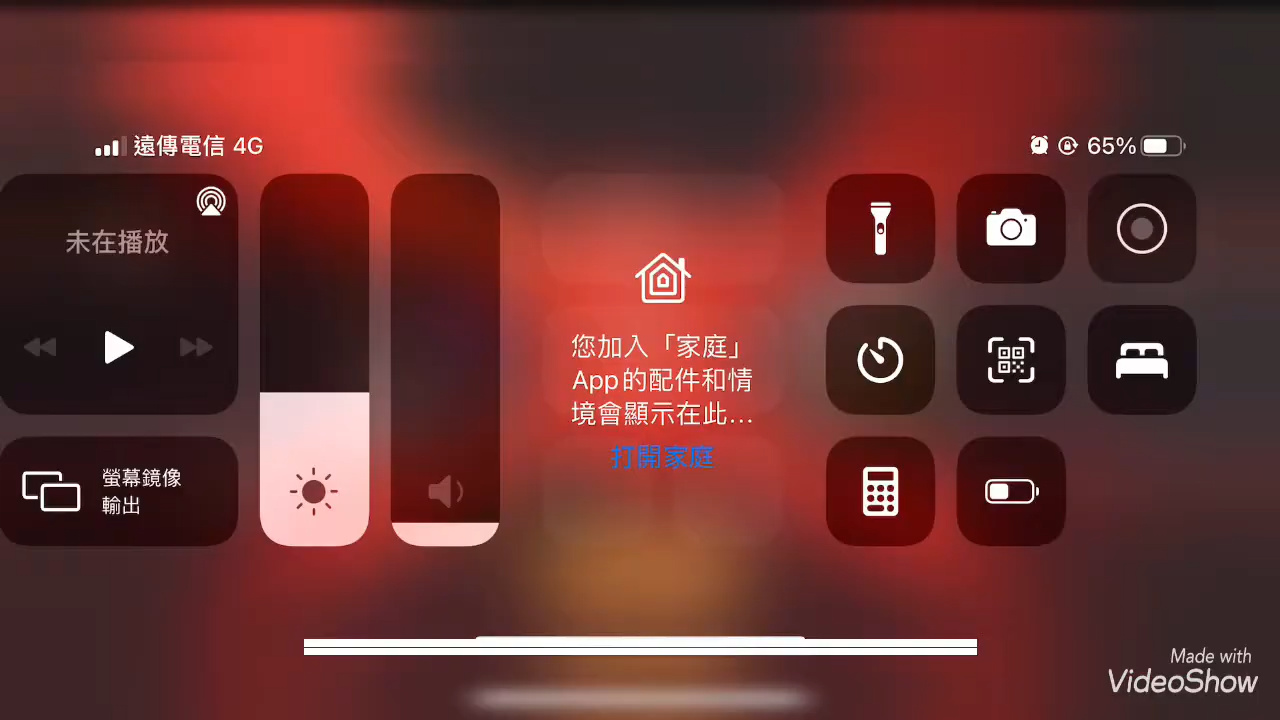 遠傳電信 4G
65%
未在播放
您加入「家庭」
App的配件和情
境會顯示在此...
打開家庭
螢幕鏡像
輸出
Made with
VideoShow